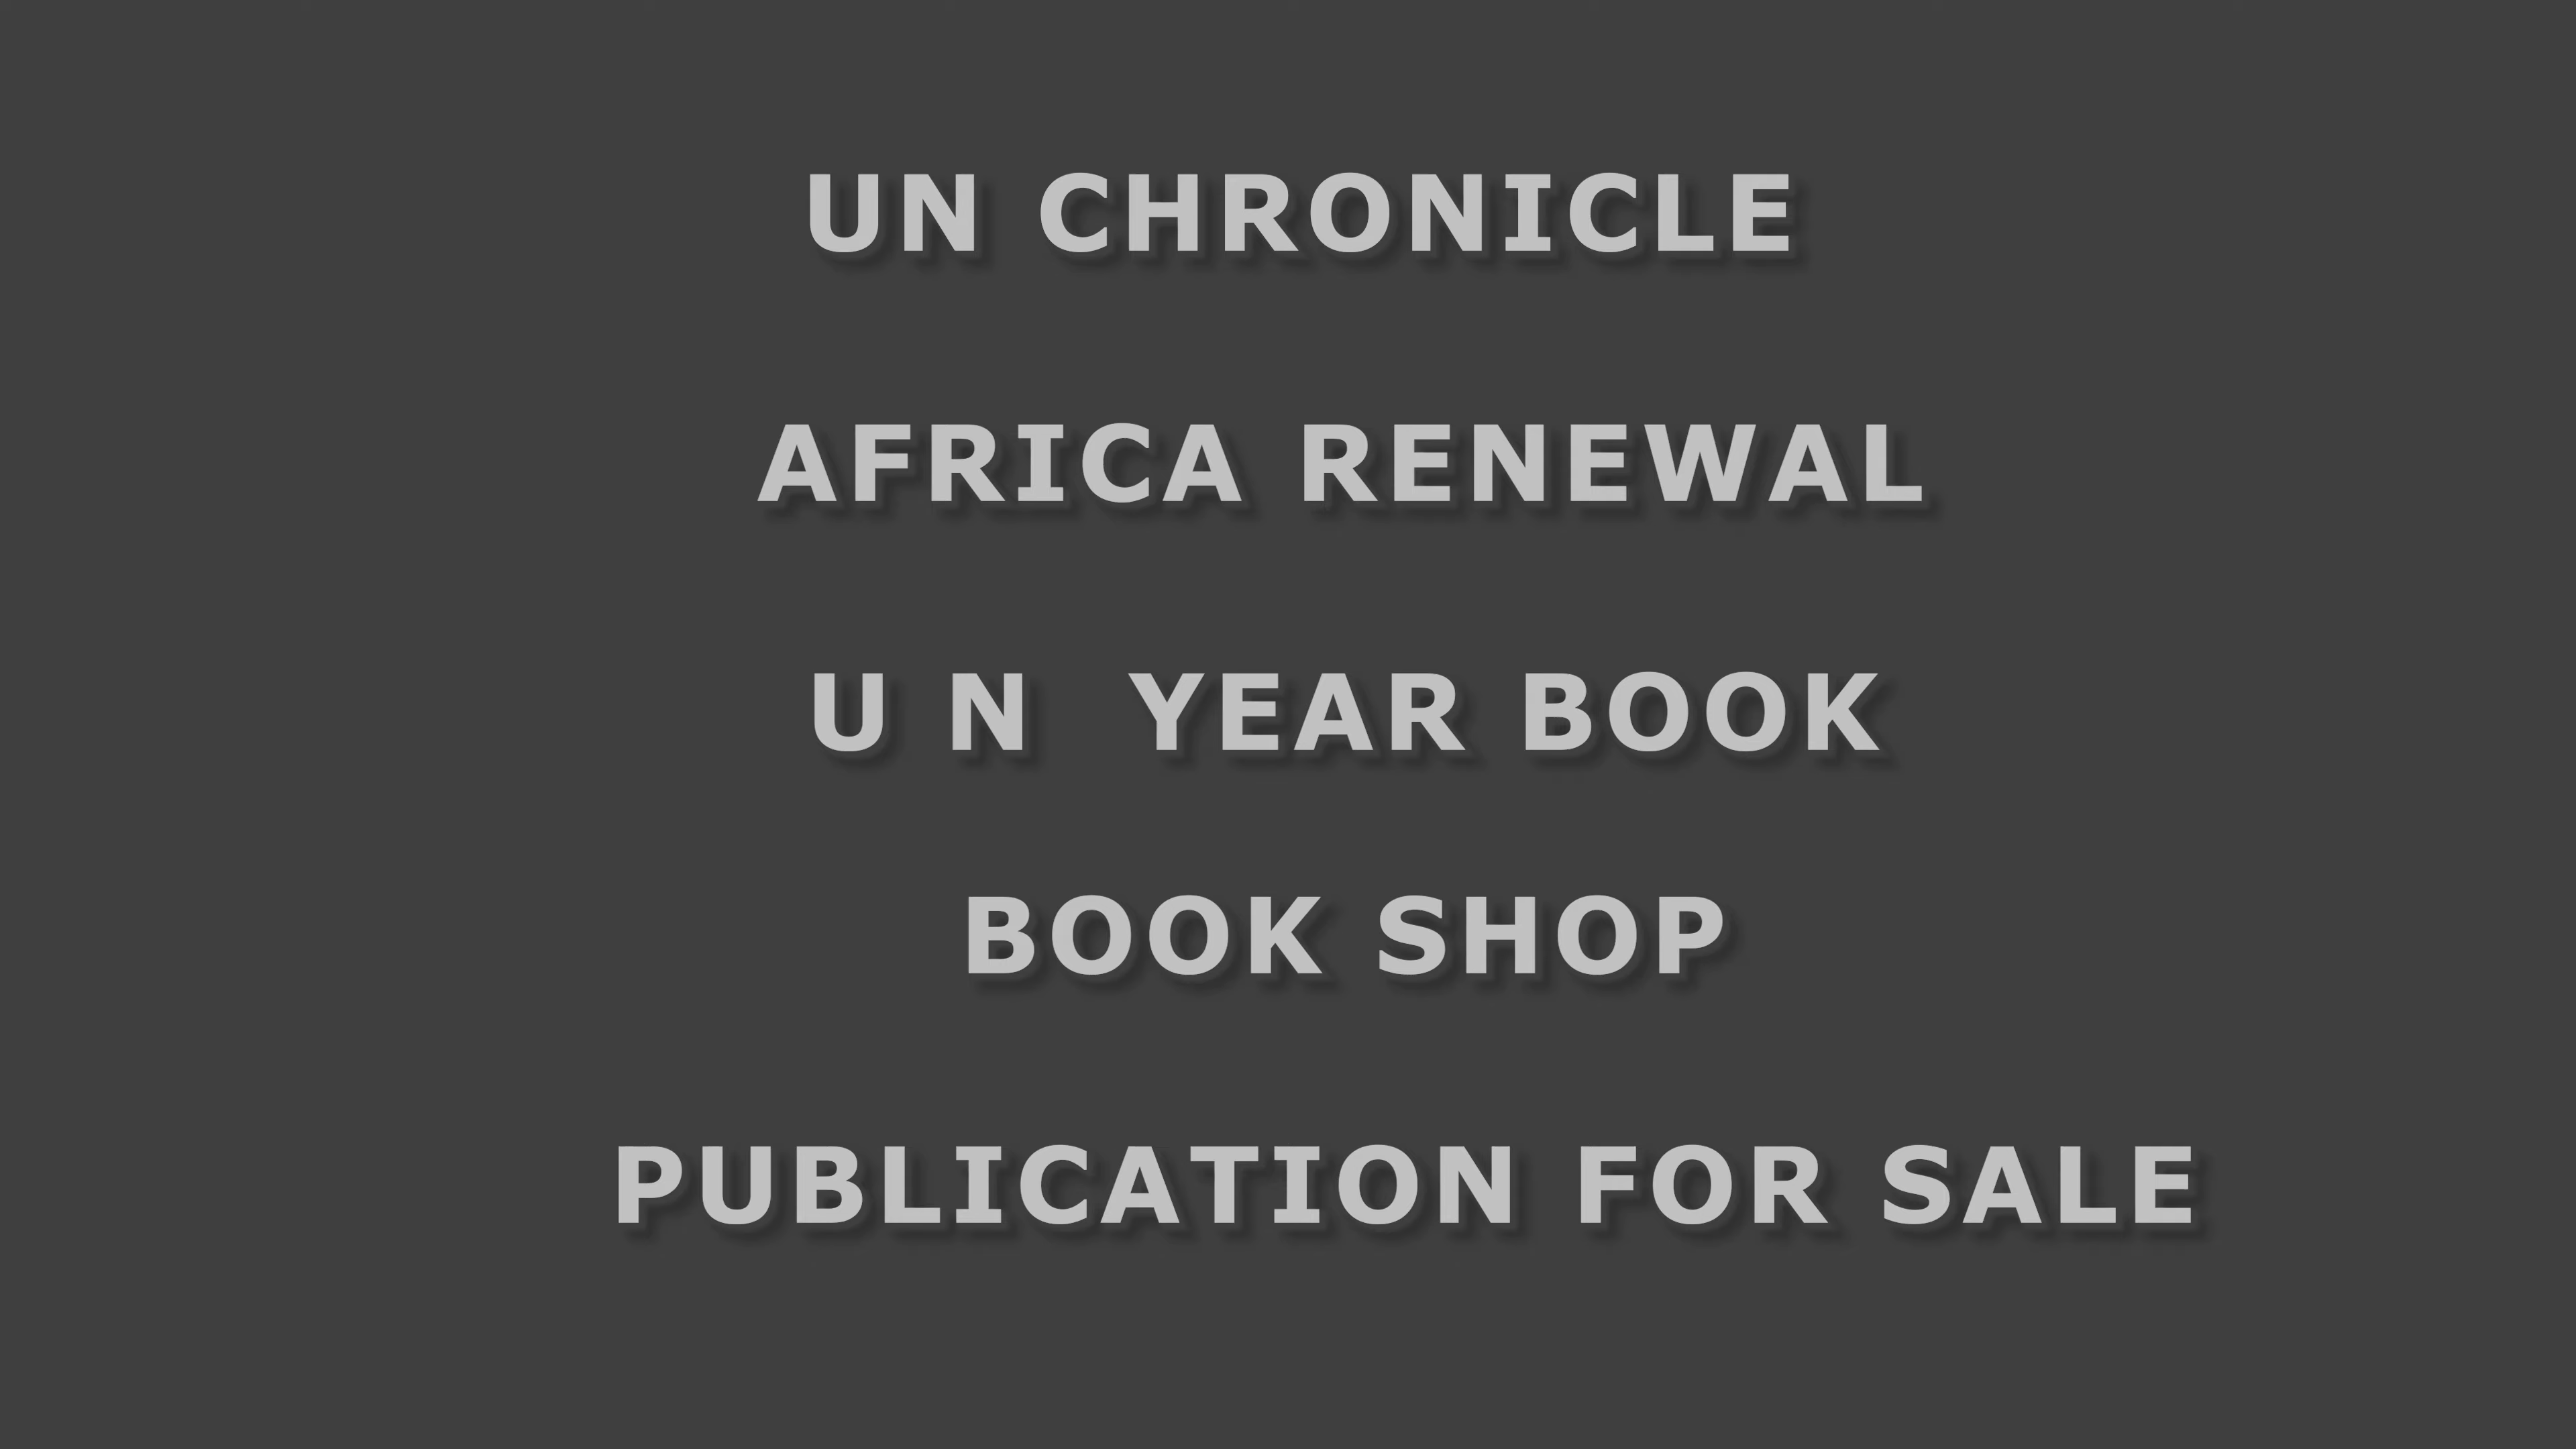 UN CHRONICLE
AFRICA RENEWAL
U N  YEAR BOOK
BOOK SHOP
PUBLICATION FOR SALE